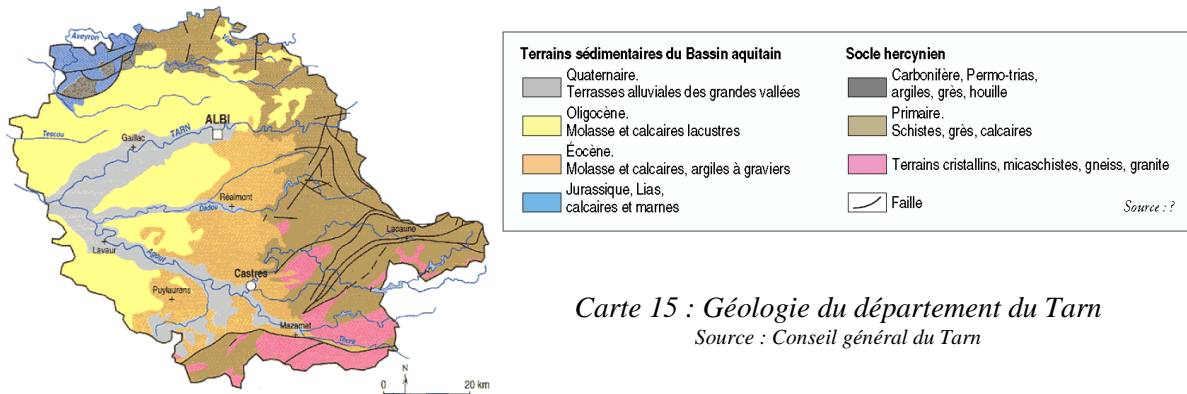 Aveyron
Viaur
ALBI
TARN
Tescou
Gaillac
Réalmont
Dadou
Lacaune
Lavaur
Agout
Castres
Puylaurens
Mazamet
Thoré
N
0 20 km
Terrains sédimentaires du Bassin aquitain
Quaternaire.
Terrasses alluviales des grandes vallées
Oligocène.
Molasse et calcaires lacustres
Éocène.
Molasse et calcaires, argiles à graviers
Jurassique, Lias,
calcaires et marnes
Socle hercynien
Carbonifère, Permo-trias,
argiles, grès, houille
Primaire.
Schistes, grès, calcaires
Terrains cristallins, micaschistes, gneiss, granite
Faille
Source : ?
Carte 15 : Géologie du département du Tarn
Source : Conseil général du Tarn